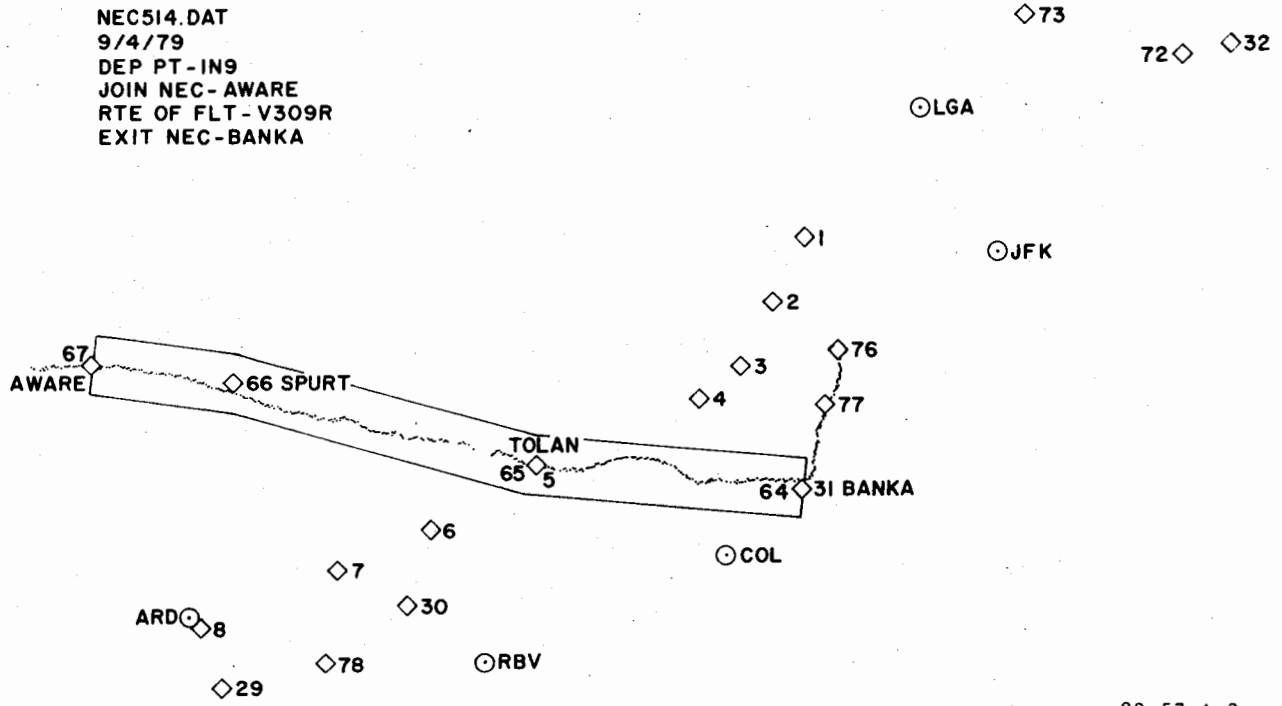 NEC514.DAT
9/4/79
DEP PT-IN9
JOIN NEC-AWARE
RTE OF FLT-V309R
EXIT NEC-BANKA
73
72
32
LGA
1
JFK
2
76
67
3
AWARE
66 SPURT
4
77
TOLAN
65
5
64
31 BANKA
6
COL
7
30
ARD
8
78
RBV
29